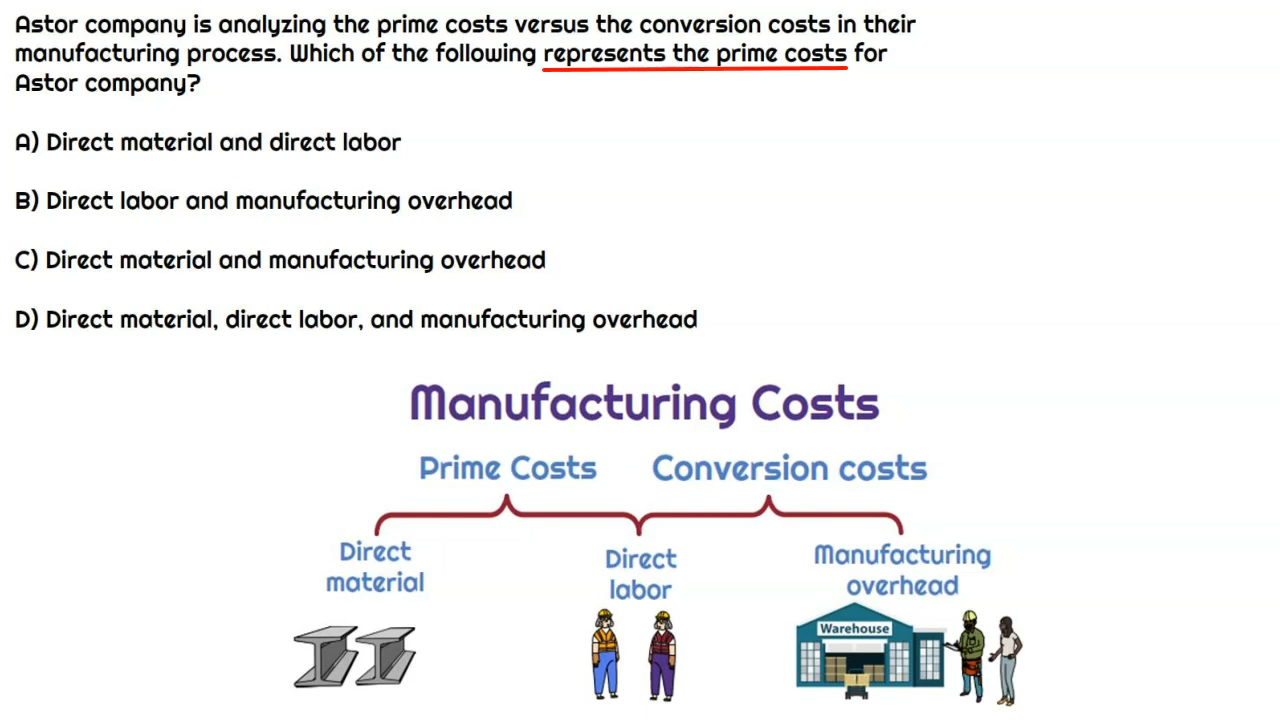 Astor company is analyzing the prime costs versus the conversion costs in their
manufacturing process. Which of the following represents the prime costs for
Astor company?
A) Direct material and direct labor
B) Direct labor and manufacturing overhead
C) Direct material and manufacturing overhead
D) Direct material, direct labor, and manufacturing overhead
Manufacturing Costs
Prime Costs
Conversion costs
Direct
material
Direct
labor
Manufacturing
overhead
Warehouse